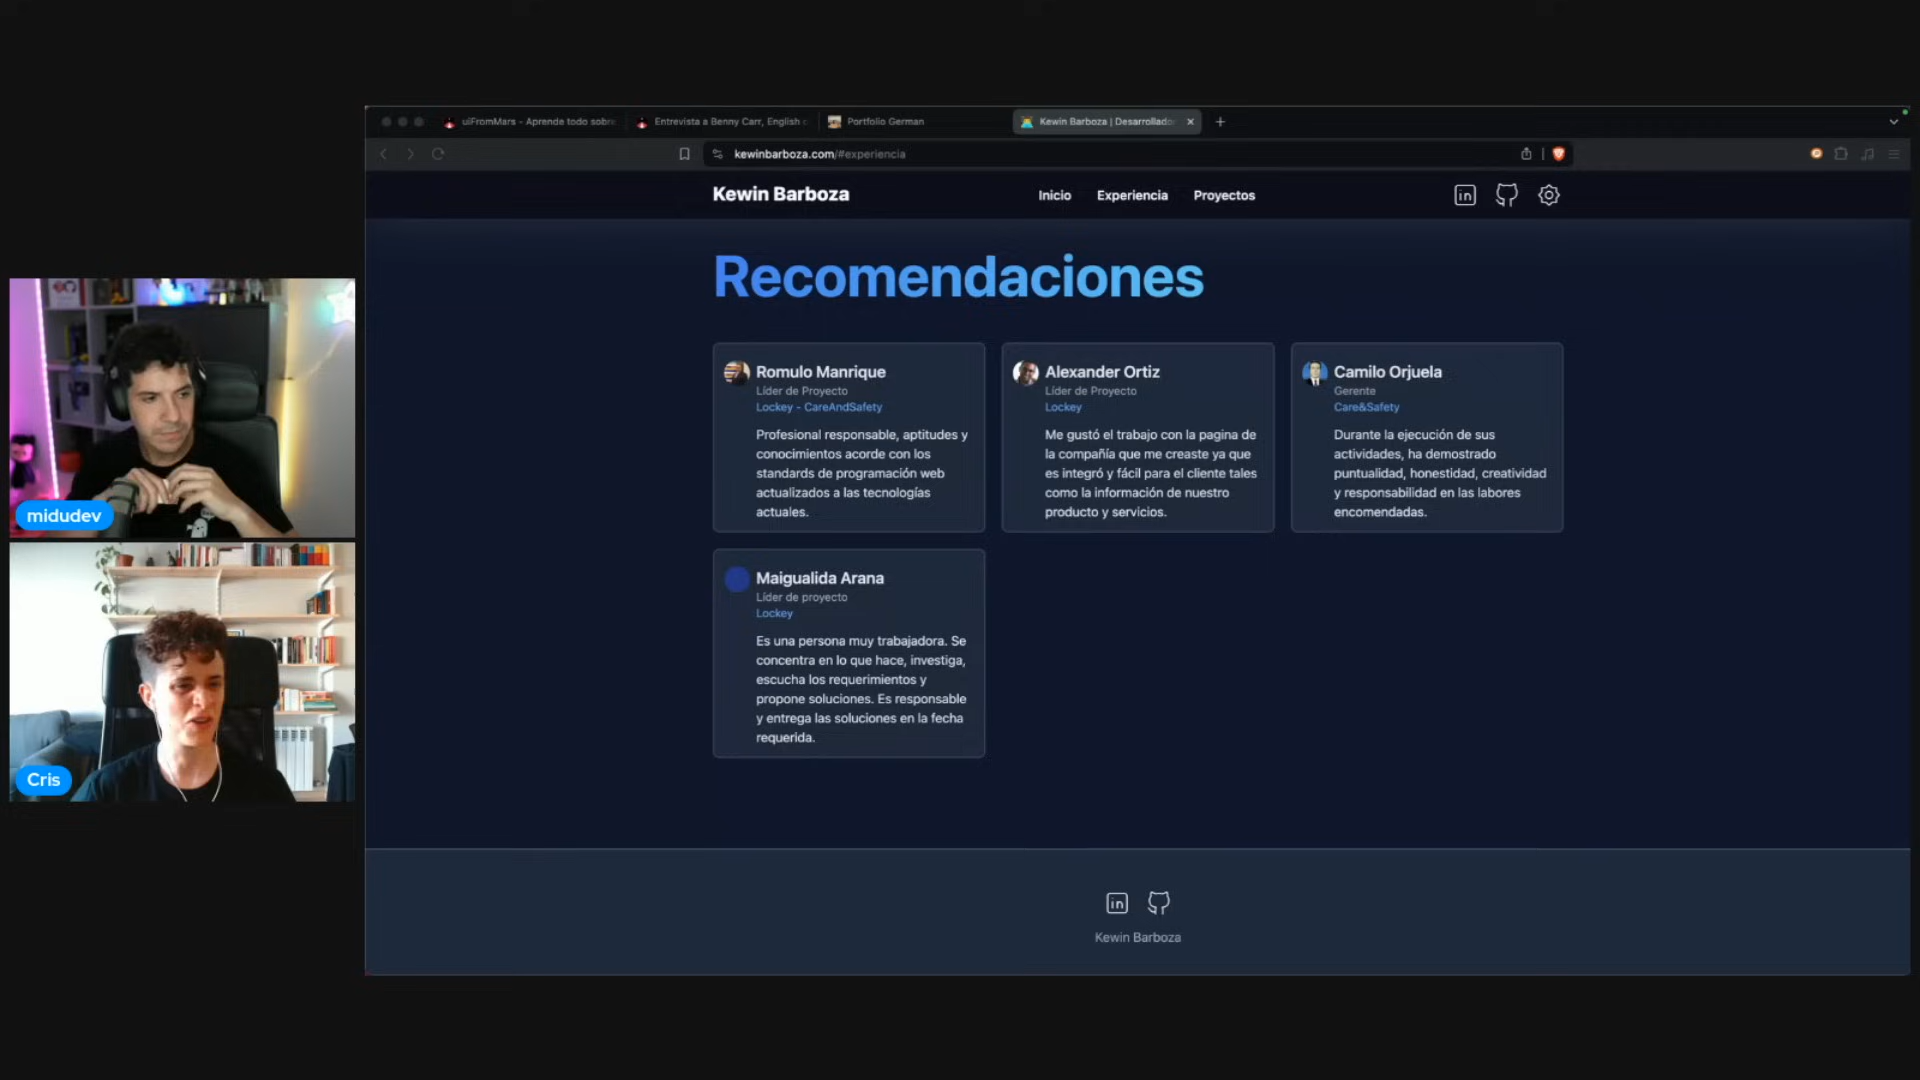 uiFromMars - Aprende todo sobre
Entrevista a Benny Carr, English
Portfolio German
Kewin Barboza | Desarrollado
kewinbarboza.com/#experiencia
Kewin Barboza
Inicio
Experiencia
Proyectos
Recomendaciones
Romulo Manrique
Líder de Proyecto
Lockey - CareAndSafety
Profesional responsable, aptitudes y
conocimientos acorde con los
standards de programación web
actualizados a las tecnologías
actuales.
Alexander Ortiz
Líder de Proyecto
Lockey
Me gustó el trabajo con la pagina de
la compañía que me creaste ya que
es integró y fácil para el cliente tales
como la información de nuestro
producto y servicios.
Camilo Orjuela
Gerente
Care&Safety
Durante la ejecución de sus
actividades, ha demostrado
puntualidad, honestidad, creatividad
y responsabilidad en las labores
encomendadas.
Maigualida Arana
Líder de proyecto
Lockey
Es una persona muy trabajadora. Se
concentra en lo que hace, investiga,
escucha los requerimientos y
propone soluciones. Es responsable
y entrega las soluciones en la fecha
requerida.
Kewin Barboza
midudev
Cris